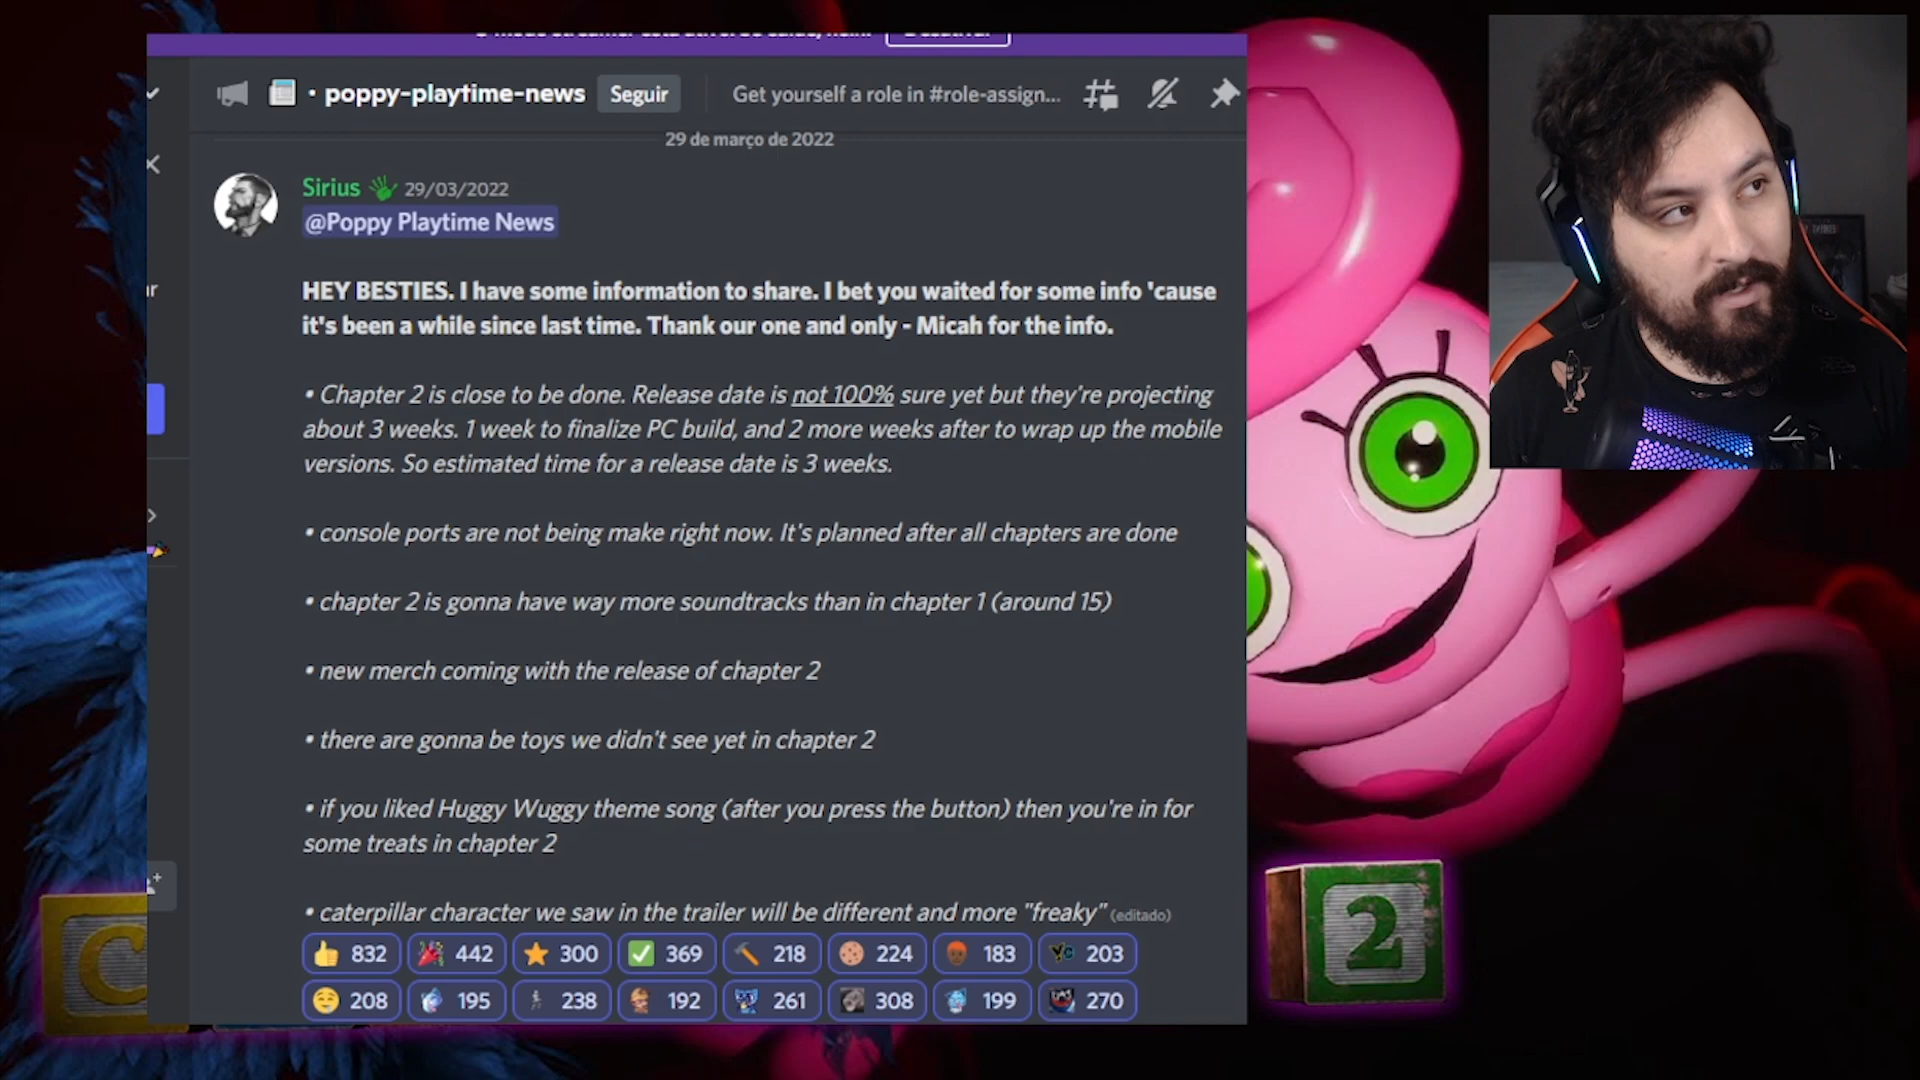 poppy-playtime-news
Seguir
Get yourself a role in #role-assign...
29 de março de 2022
Sirius
29/03/2022
@Poppy Playtime News
HEY BESTIES. I have some information to share. I bet you waited for some info 'cause
it's been a while since last time. Thank our one and only - Micah for the info.
• Chapter 2 is close to be done. Release date is not 100% sure yet but they're projecting
about 3 weeks. 1 week to finalize PC build, and 2 more weeks after to wrap up the mobile
versions. So estimated time for a release date is 3 weeks.
• console ports are not being make right now. It's planned after all chapters are done
• chapter 2 is gonna have way more soundtracks than in chapter 1 (around 15)
• new merch coming with the release of chapter 2
• there are gonna be toys we didn't see yet in chapter 2
• if you liked Huggy Wuggy theme song (after you press the button) then you're in for
some treats in chapter 2
• caterpillar character we saw in the trailer will be different and more "freaky" (editado)
832 442 300 369 218 224 183 203
208 195 238 192 261 308 199 270
C
2